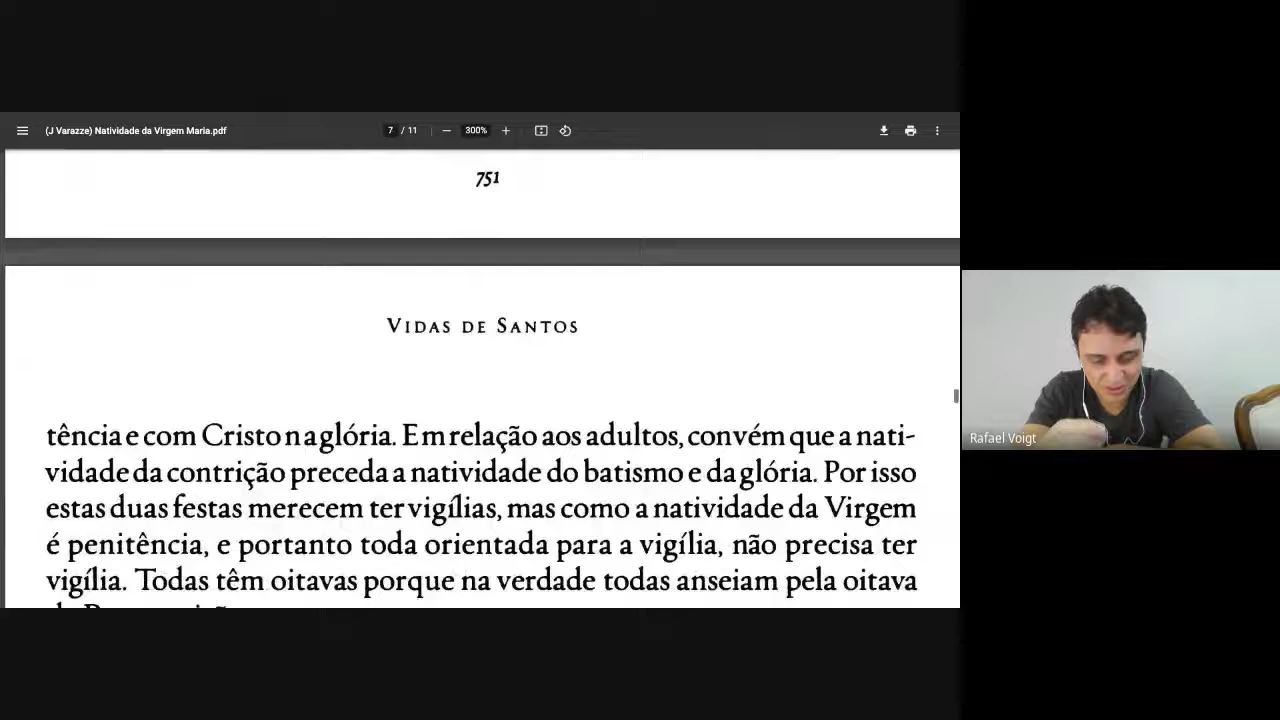 (J Varazze) Natividade da Virgem Maria.pdf
7 / 11
300%
751
VIDAS DE SANTOS
tência e com Cristo na glória. Em relação aos adultos, convém que a nati-
vidade da contrição preceda a natividade do batismo e da glória. Por isso
estas duas festas merecem ter vigílias, mas como a natividade da Virgem
é penitência, e portanto toda orientada para a vigília, não precisa ter
vigília. Todas têm oitavas porque na verdade todas anseiam pela oitava
Rafael Voigt